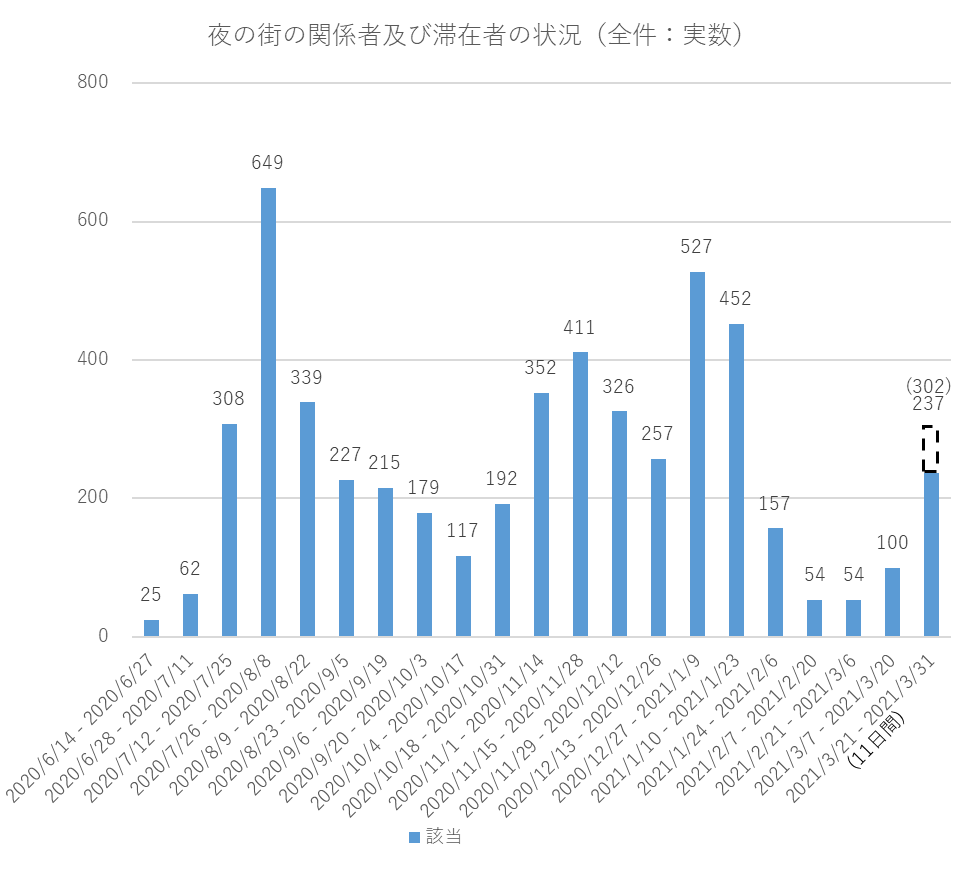 夜の街の関係者及び滞在者の状況（全件：実数）
800
600
400
200
0
25
62
308
649
339
227
215
179
117
192
352
411
326
257
527
452
157
54
54
100
(302)
237
2020/6/14 - 2020/6/27
2020/6/28 - 2020/7/11
2020/7/12 - 2020/7/25
2020/7/26 - 2020/8/8
2020/8/9 - 2020/8/22
2020/8/23 - 2020/9/5
2020/9/6 - 2020/9/19
2020/9/20 - 2020/10/3
2020/10/4 - 2020/10/17
2020/10/18 - 2020/10/31
2020/11/1 - 2020/11/14
2020/11/15 - 2020/11/28
2020/11/29 - 2020/12/12
2020/12/13 - 2020/12/26
2020/12/27 - 2021/1/9
2021/1/10 - 2021/1/23
2021/1/24 - 2021/2/6
2021/2/7 - 2021/2/20
2021/2/21 - 2021/3/6
2021/3/7 - 2021/3/20
2021/3/21 - 2021/3/31
(11日間)
該当